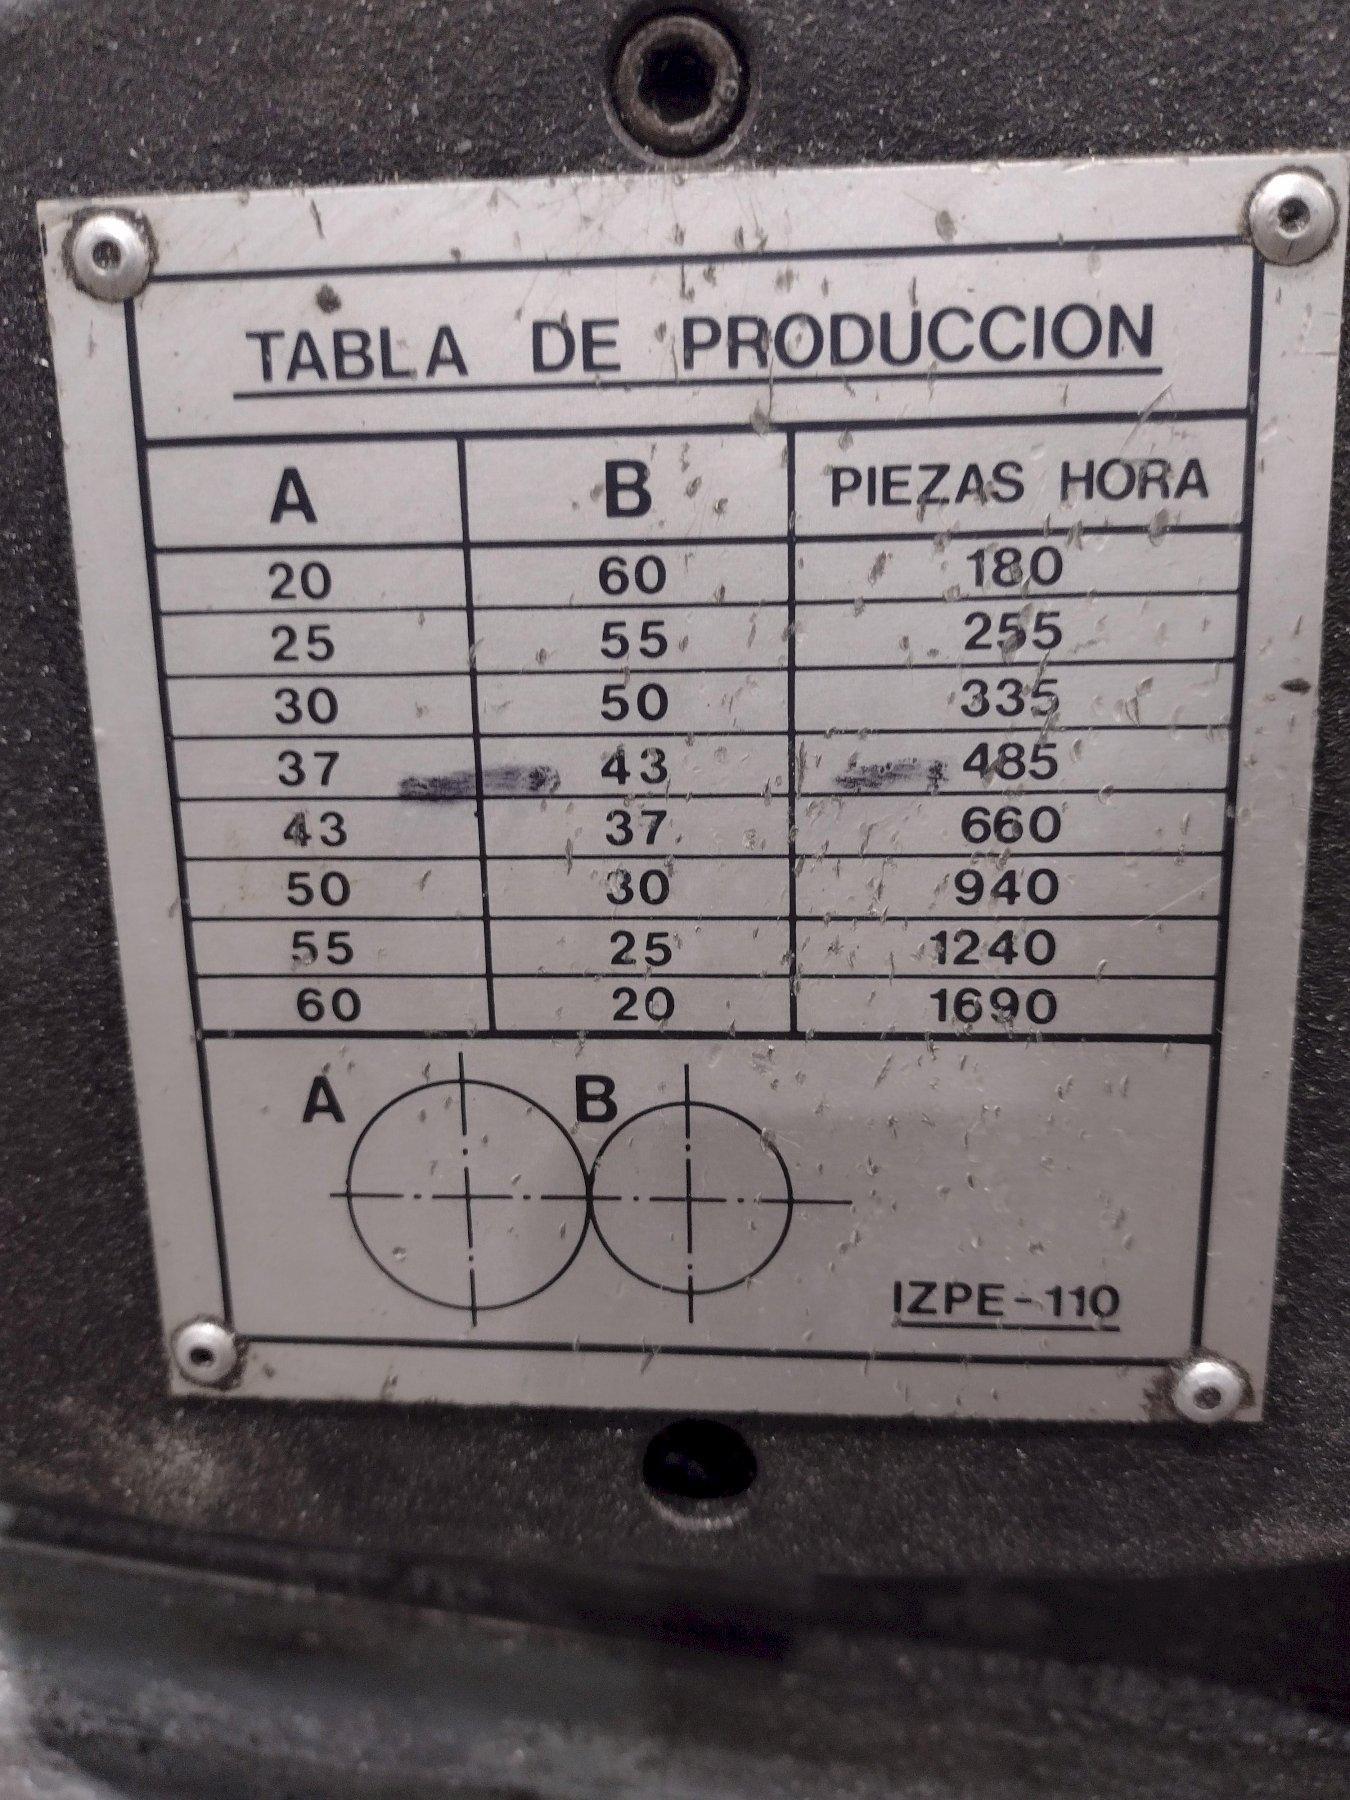 TABLA DE PRODUCCION
A B PIEZAS HORA
20 60 180
25 55 255
30 50 335
37 43 485
43 37 660
50 30 940
55 25 1240
60 20 1690
A B
IZPE-110